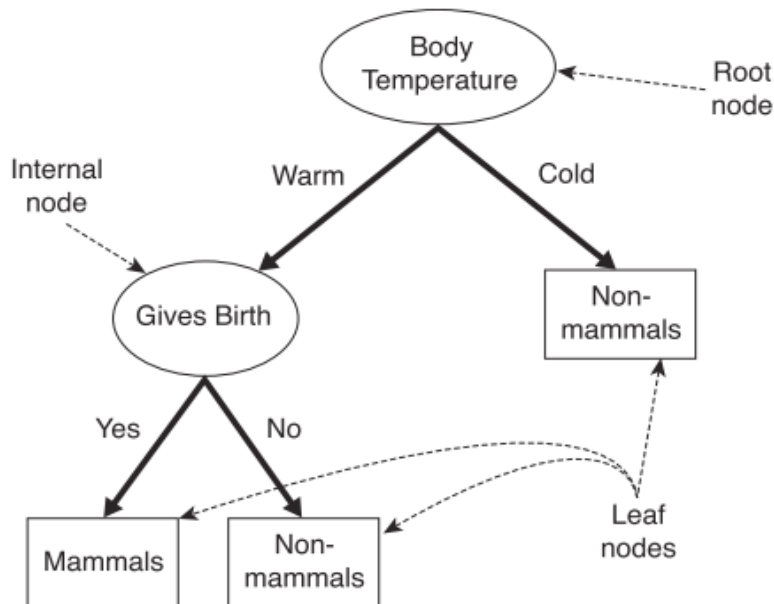 Body
Temperature
Root
node
Internal
node
Warm
Cold
Gives Birth
Non-
mammals
Yes
No
Mammals
Non-
mammals
Leaf
nodes